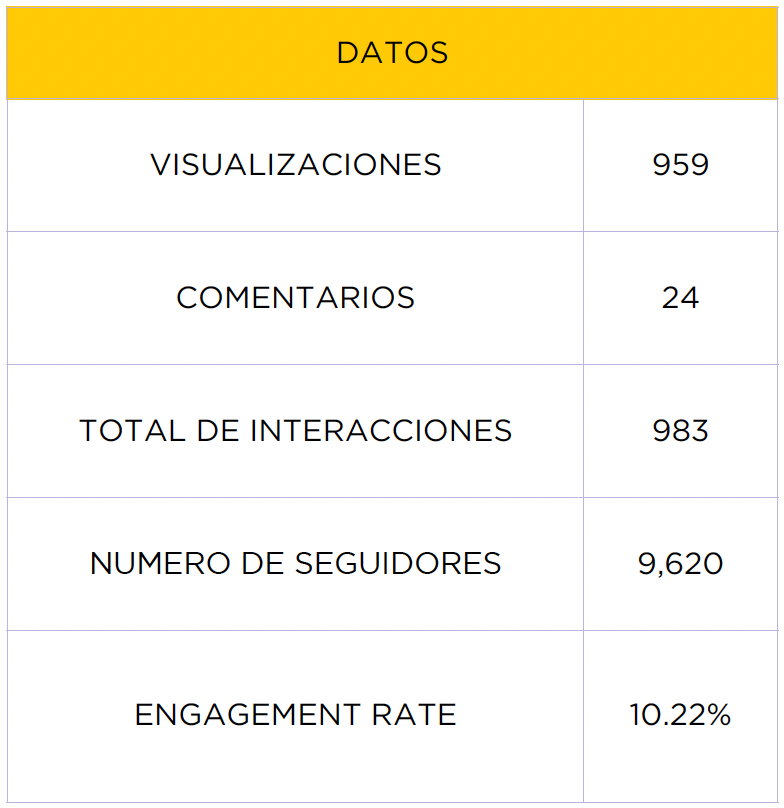 DATOS
VISUALIZACIONES 959
COMENTARIOS 24
TOTAL DE INTERACCIONES 983
NUMERO DE SEGUIDORES 9,620
ENGAGEMENT RATE 10.22%